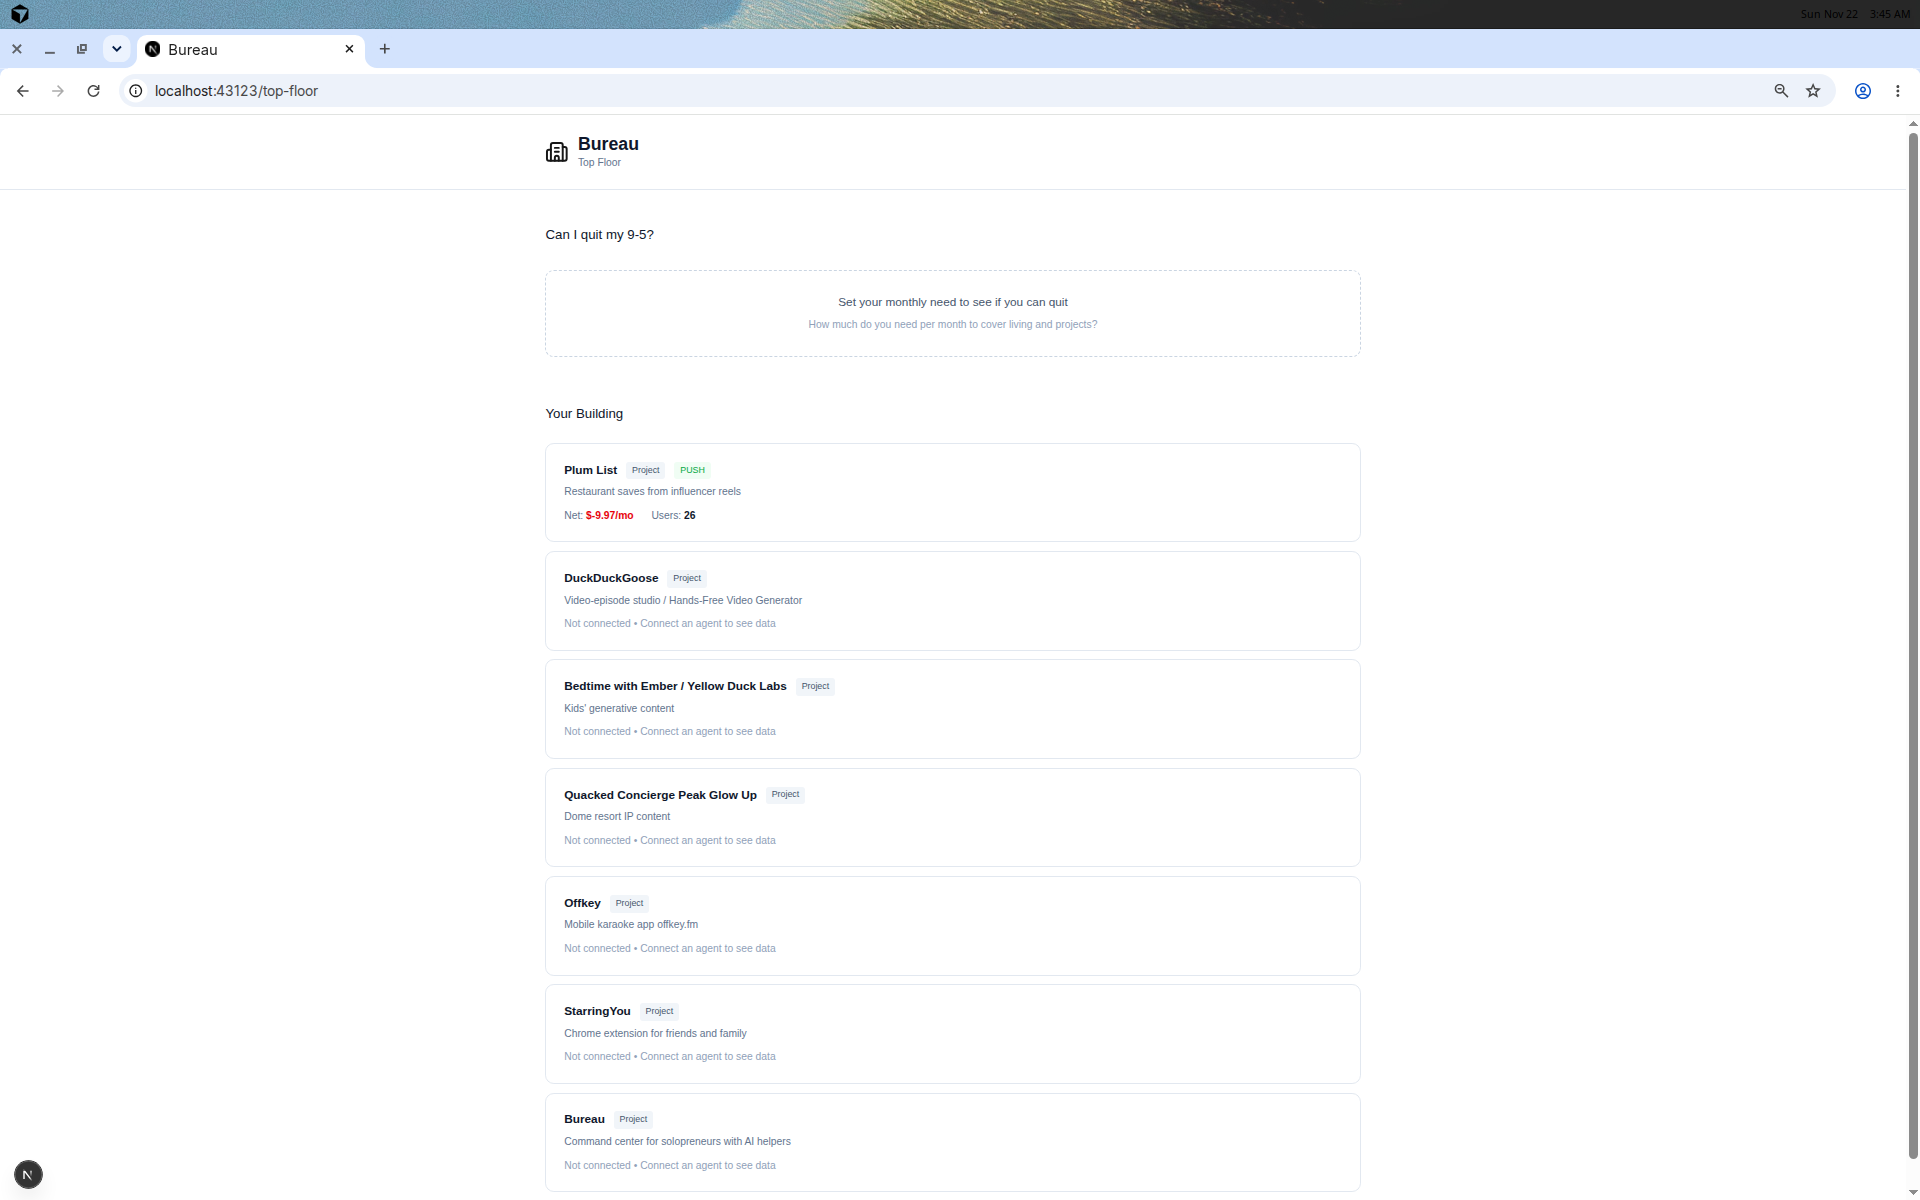 Sun Nov 22 3:45 AM
Bureau
localhost:43123/top-floor
Bureau
Top Floor
Can I quit my 9-5?
Set your monthly need to see if you can quit
How much do you need per month to cover living and projects?
Your Building
Plum List Project PUSH
Restaurant saves from influencer reels
Net: $-9.97/mo Users: 26
DuckDuckGoose Project
Video-episode studio / Hands-Free Video Generator
Not connected • Connect an agent to see data
Bedtime with Ember / Yellow Duck Labs Project
Kids' generative content
Not connected • Connect an agent to see data
Quacked Concierge Peak Glow Up Project
Dome resort IP content
Not connected • Connect an agent to see data
Offkey Project
Mobile karaoke app offkey.fm
Not connected • Connect an agent to see data
StarringYou Project
Chrome extension for friends and family
Not connected • Connect an agent to see data
Bureau Project
Command center for solopreneurs with AI helpers
Not connected • Connect an agent to see data
N